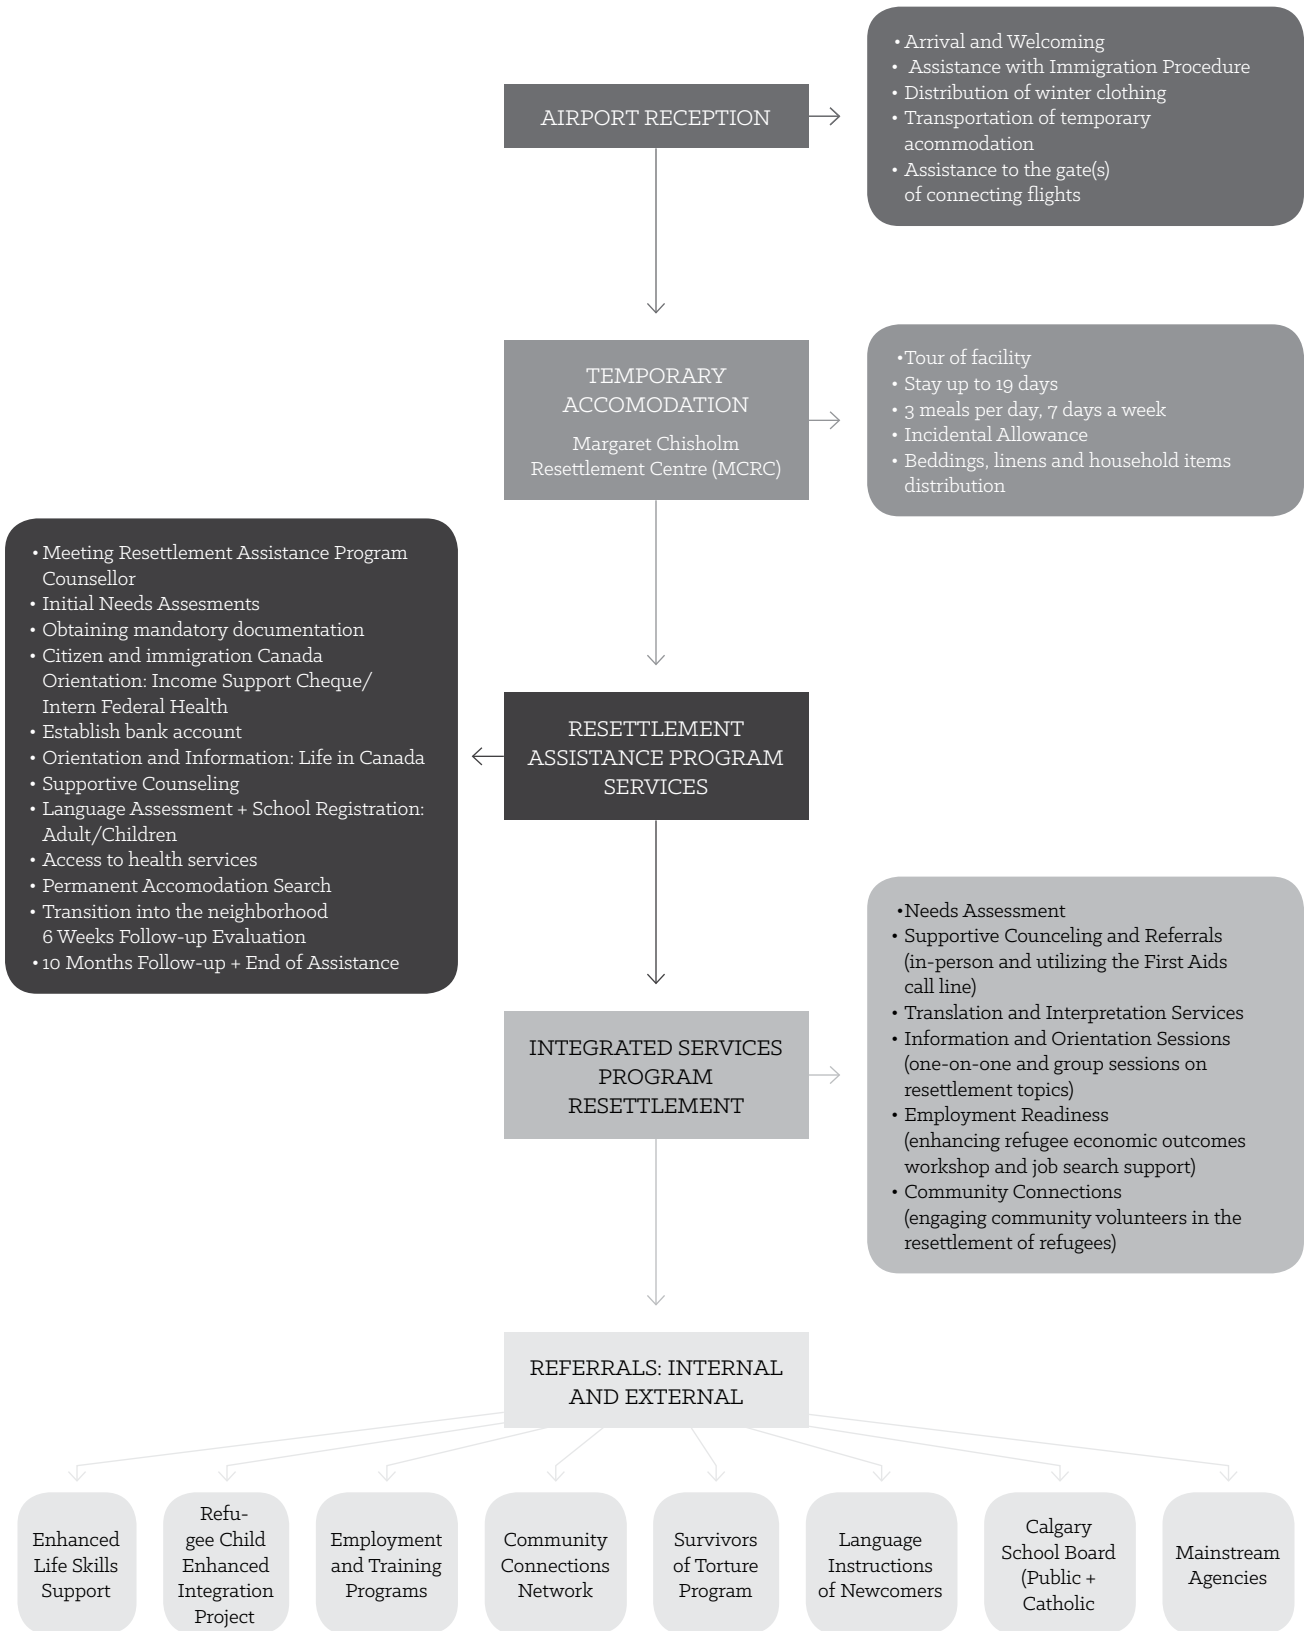 AIRPORT RECEPTION
• Arrival and Welcoming
• Assistance with Immigration Procedure
• Distribution of winter clothing
• Transportation of temporary
acommodation
• Assistance to the gate(s)
of connecting flights
TEMPORARY
ACCOMODATION
Margaret Chisholm
Resettlement Centre (MCRC)
•Tour of facility
• Stay up to 19 days
• 3 meals per day, 7 days a week
• Incidental Allowance
• Beddings, linens and household items
distribution
RESETTLEMENT
ASSISTANCE PROGRAM
SERVICES
• Meeting Resettlement Assistance Program
Counsellor
• Initial Needs Assesments
• Obtaining mandatory documentation
• Citizen and immigration Canada
Orientation: Income Support Cheque/
Intern Federal Health
• Establish bank account
• Orientation and Information: Life in Canada
• Supportive Counseling
• Language Assessment + School Registration:
Adult/Children
• Access to health services
• Permanent Accomodation Search
• Transition into the neighborhood
6 Weeks Follow-up Evaluation
• 10 Months Follow-up + End of Assistance
INTEGRATED SERVICES
PROGRAM
RESETTLEMENT
•Needs Assessment
• Supportive Counceling and Referrals
(in-person and utilizing the First Aids
call line)
• Translation and Interpretation Services
• Information and Orientation Sessions
(one-on-one and group sessions on
resettlement topics)
• Employment Readiness
(enhancing refugee economic outcomes
workshop and job search support)
• Community Connections
(engaging community volunteers in the
resettlement of refugees)
REFERRALS: INTERNAL
AND EXTERNAL
Enhanced
Life Skills
Support
Refu-
gee Child
Enhanced
Integration
Project
Employment
and Training
Programs
Community
Connections
Network
Survivors
of Torture
Program
Language
Instructions
of Newcomers
Calgary
School Board
(Public +
Catholic
Mainstream
Agencies